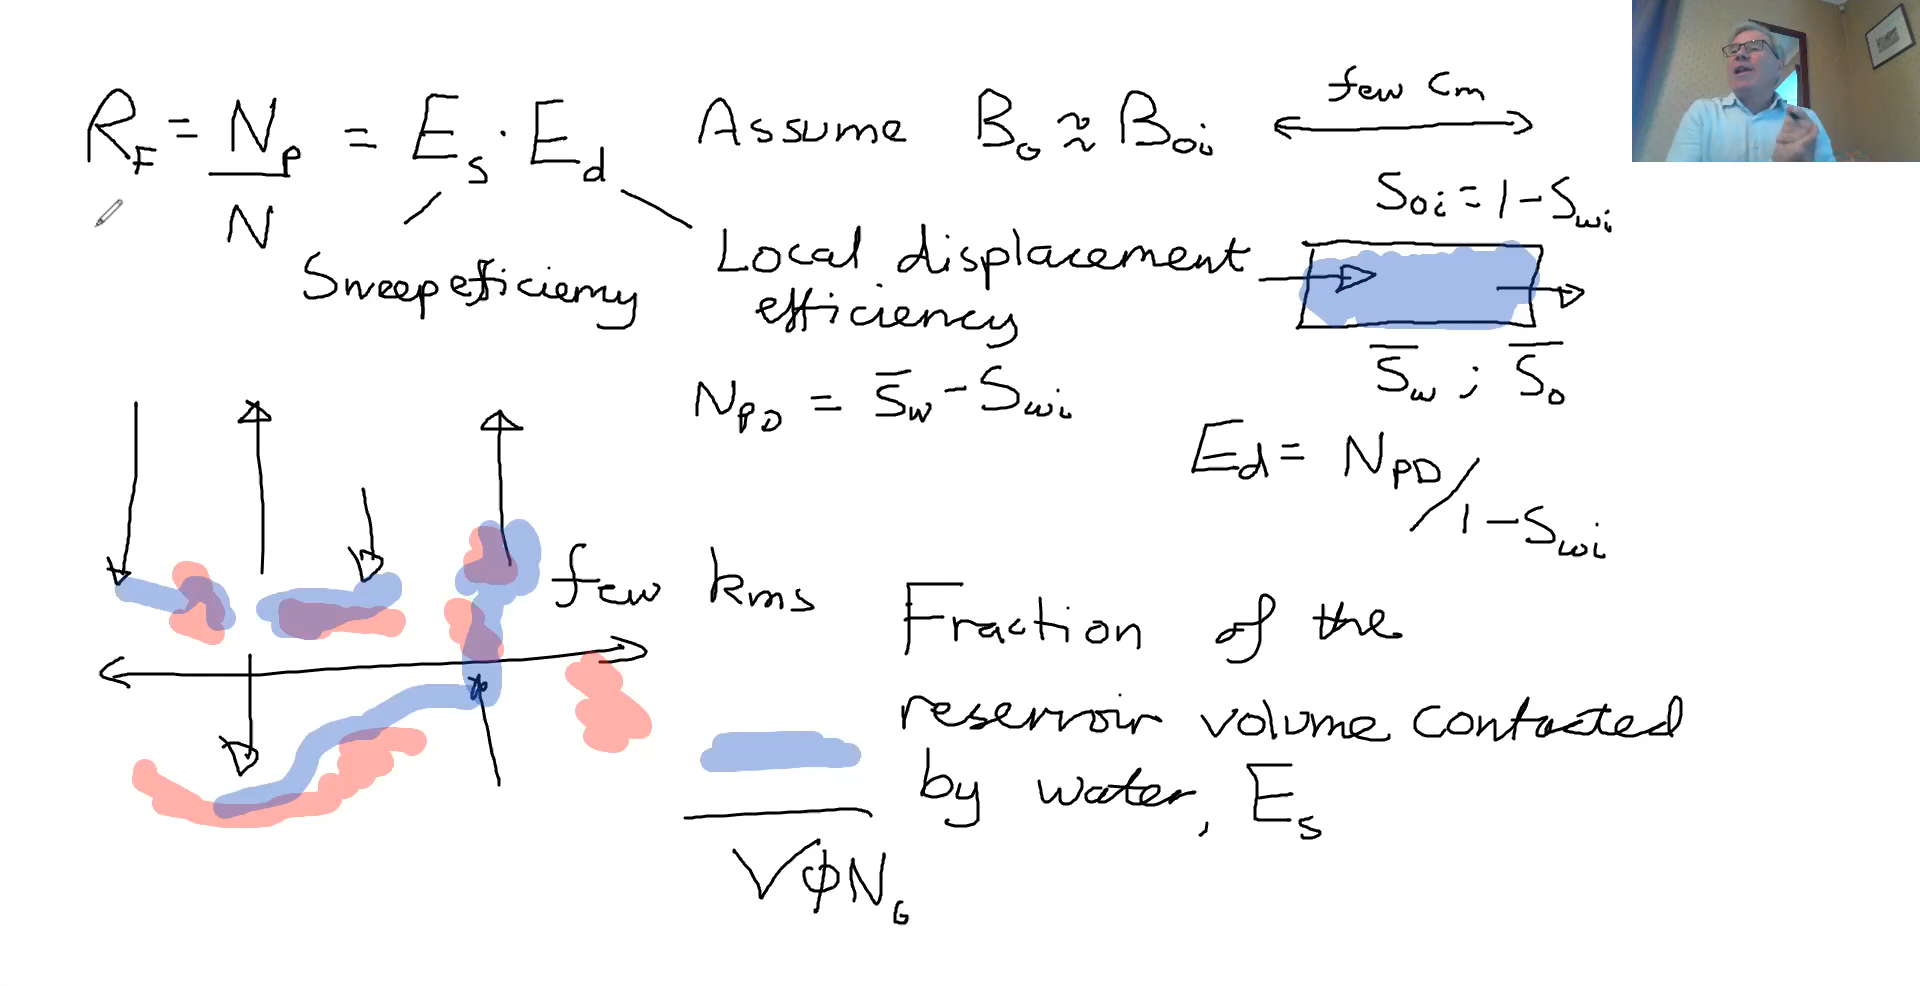 R_F = N_P / N = E_s · E_d
Assume B_o ≈ B_oi
few cm
S_oi = 1 - S_wi
Sweep efficiency
Local displacement
efficiency
S̄_w ; S̄_o
N_PD = S̄_w - S_wi
E_d = N_PD / 1 - S_wi
few kms
Fraction of the
reservoir volume contacted
by water, E_s
VφN_G